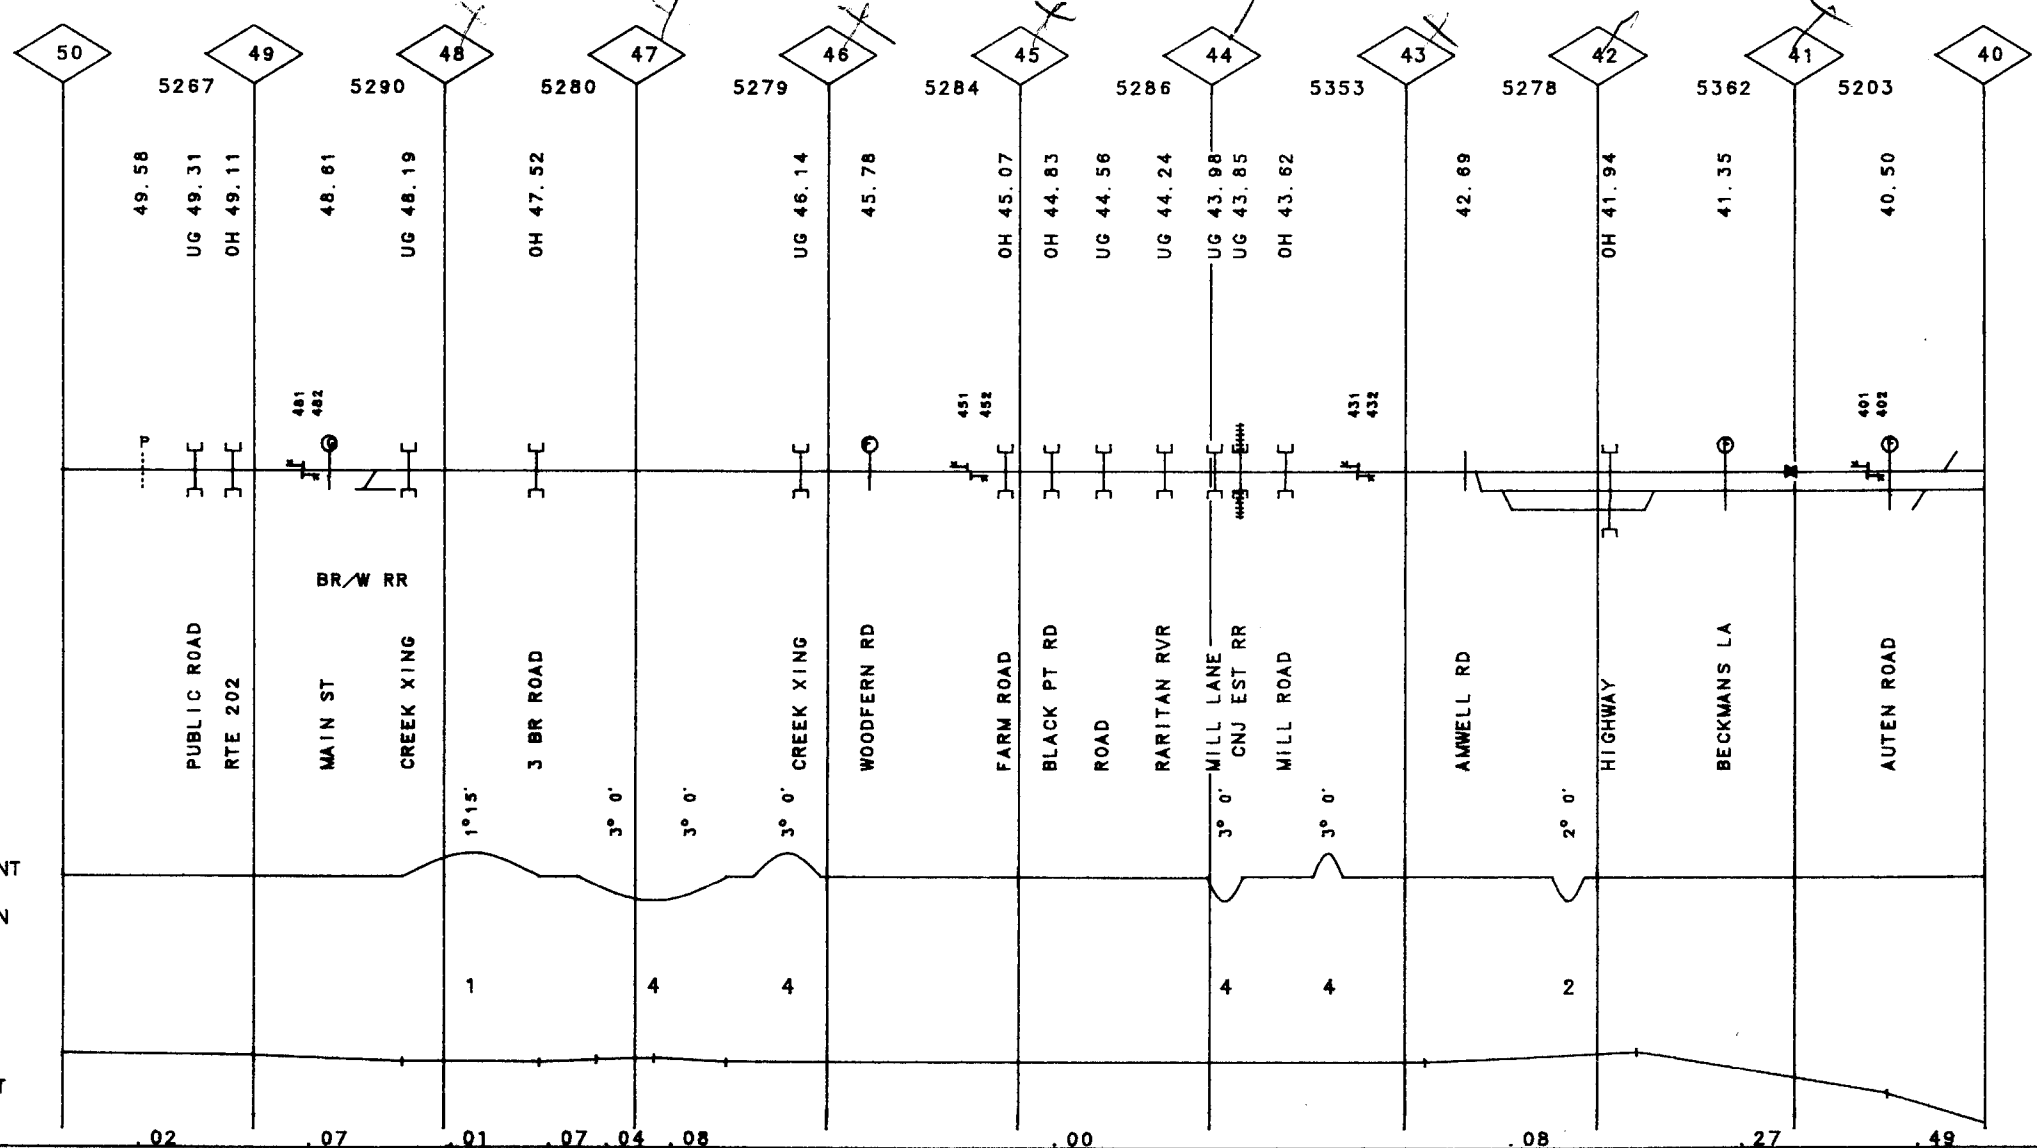 50 49 48 47 46 45 44 43 42 41 40
5267 5290 5280 5279 5284 5286 5353 5278 5362 5203
49.58
UG 49.31
OH 49.11
48.61
UG 48.19
OH 47.52
UG 46.14
45.78
OH 45.07
OH 44.83
UG 44.56
UG 44.24
UG 43.98
UG 43.85
OH 43.62
42.69
OH 41.94
41.35
40.50
481
482
451
452
431
432
401
402
P
BR/W RR
PUBLIC ROAD
RTE 202
MAIN ST
CREEK XING
3 BR ROAD
CREEK XING
WOODFERN RD
FARM ROAD
BLACK PT RD
ROAD
RARITAN RVR
MILL LANE
CNJ EST RR
MILL ROAD
AMWELL RD
HIGHWAY
BECKMANS LA
AUTEN ROAD
1°15'
3° 0'
3° 0'
3° 0'
3° 0'
3° 0'
2° 0'
NT
N
1 4 4 4 4 2
T
.02 .07 .01 .07 .04 .08 .00 .08 .27 .49